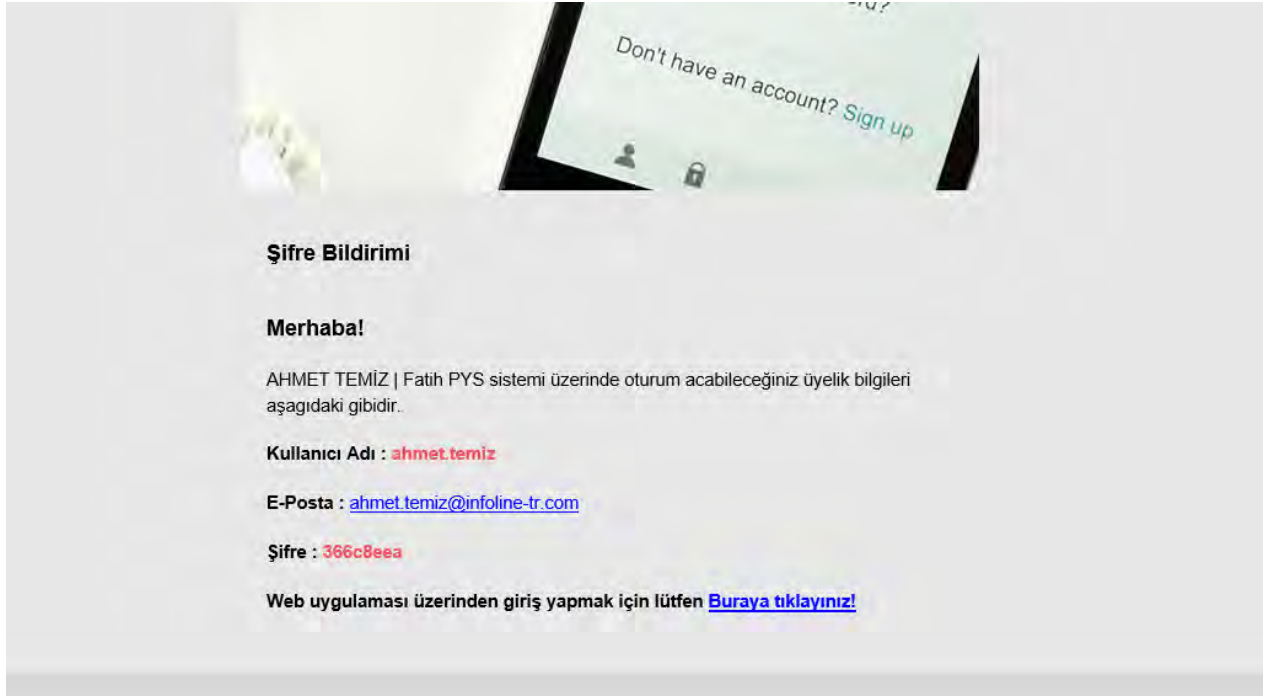 Don't have an account? Sign up
Şifre Bildirimi
Merhaba!
AHMET TEMİZ | Fatih PYS sistemi üzerinde oturum acabileceğiniz üyelik bilgileri
aşagıdaki gibidir.
Kullanıcı Adı : ahmet.temiz
E-Posta : ahmet.temiz@infoline-tr.com
Şifre : 366c8eea
Web uygulaması üzerinden giriş yapmak için lütfen Buraya tıklayınız!